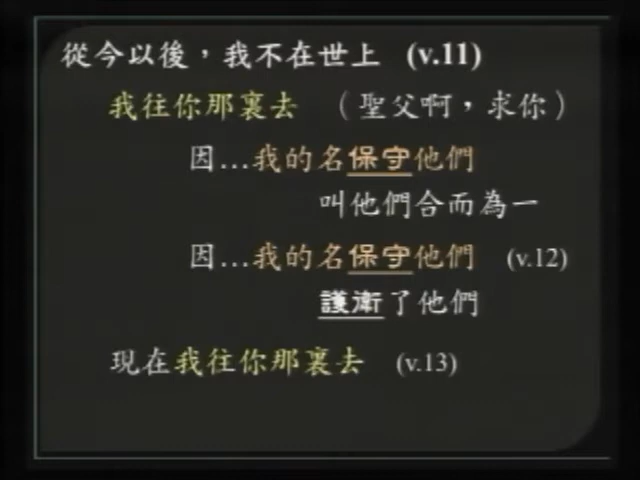 從今以後，我不在世上 (v.11)
我往你那裏去 （聖父啊，求你）
因…我的名保守他們
叫他們合而為一
因…我的名保守他們 (v.12)
護衛了他們
現在我往你那裏去 (v.13)